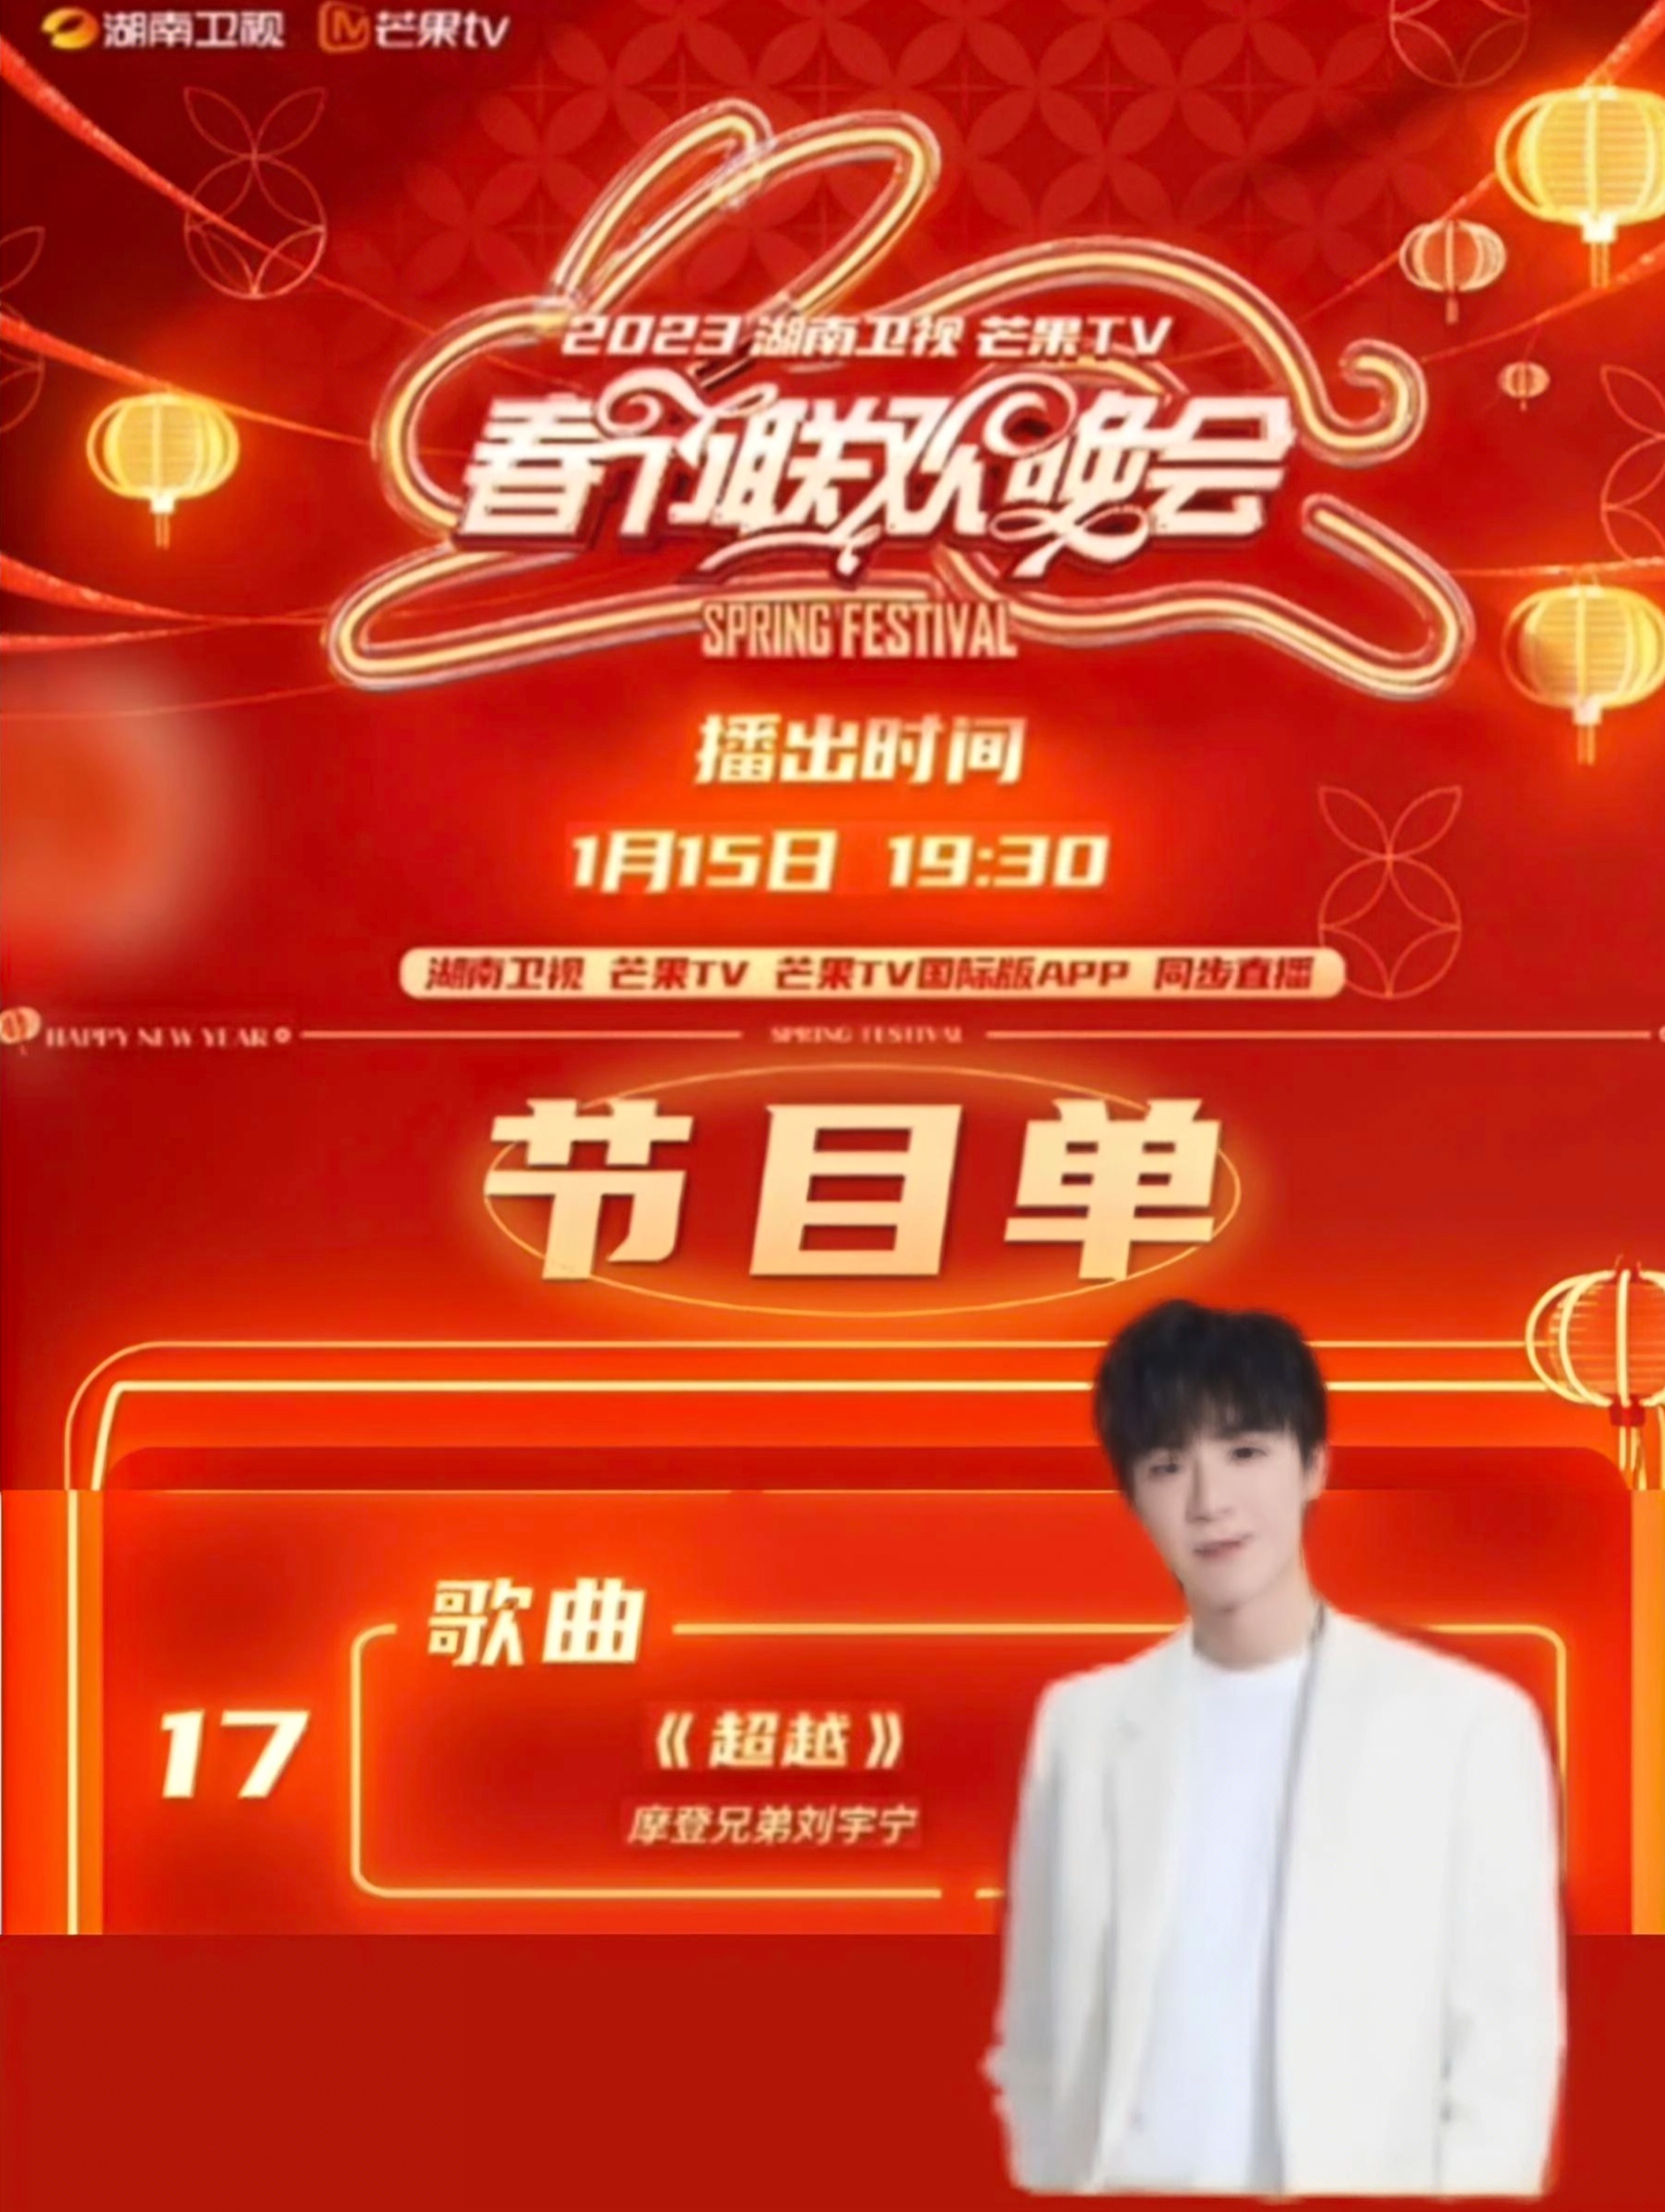 湖南卫视 芒果tv
2023 湖南卫视 芒果TV
春节联欢晚会
SPRING FESTIVAL
播出时间
1月15日 19:30
湖南卫视 芒果TV 芒果TV国际版APP 同步直播
HAPPY NEW YEAR SPRING FESTIVAL
节目单
歌曲
17
《超越》
摩登兄弟刘宇宁